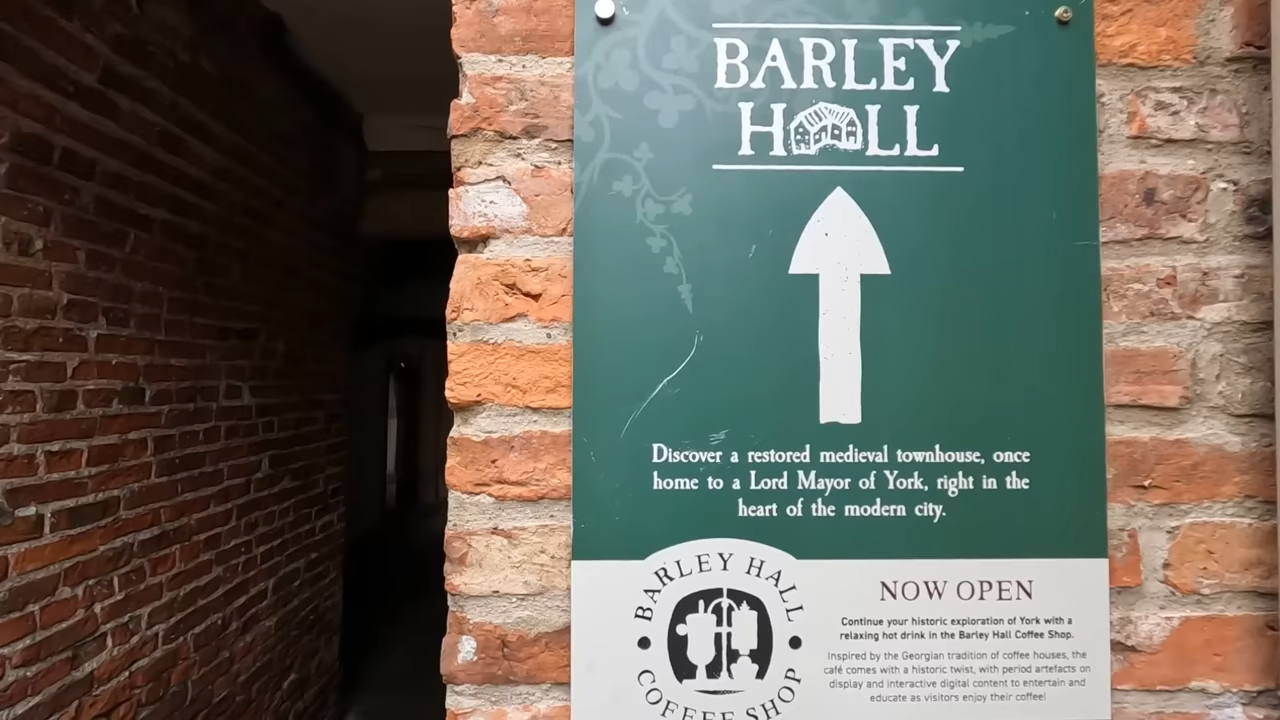 BARLEY
HALL
Discover a restored medieval townhouse, once
home to a Lord Mayor of York, right in the
heart of the modern city.
BARLEY HALL
COFFEE SHOP
NOW OPEN
Continue your historic exploration of York with a
relaxing hot drink in the Barley Hall Coffee Shop.
Inspired by the Georgian tradition of coffee houses, the
café comes with a historic twist, with period artefacts on
display and interactive digital content to entertain and
educate as visitors enjoy their coffee!